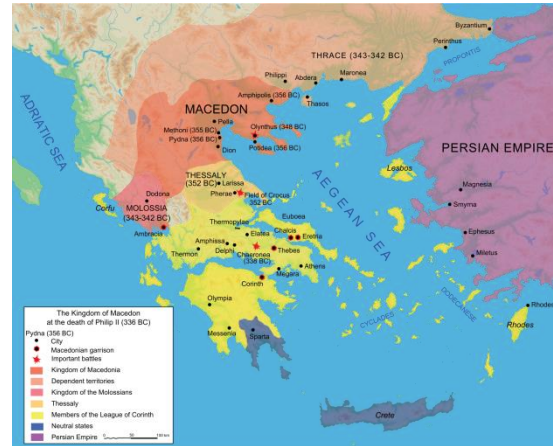 Byzantium
Perinthus
PROPONTIS
THRACE (343-342 BC)
Philippi
Abdera
Maronea
Amphipolis (356 BC)
Thasos
MACEDON
Pella
Methoni (355 BC)
Olynthus (348 BC)
Pydna (356 BC)
Potidea (356 BC)
Dion
ADRIATIC SEA
PERSIAN EMPIRE
THESSALY
(352 BC)
Larissa
Pherae
Field of Crocus
352 BC
Dodona
MOLOSSIA
(343-342 BC)
Corfu
Ambracia
AEGEAN SEA
Lesbos
Magnesia
Smyrna
Ephesus
Miletus
Thermopylae
Euboea
Elatea
Chalcis
Eretria
Amphissa
Delphi
Thermon
Thebes
Chaeronea
(338 BC)
Athens
Megara
Corinth
Olympia
Messenia
Sparta
CYCLADES
DODECANESE
Rhodes
Rhodes
Crete
The Kingdom of Macedon
at the death of Philip II (336 BC)
Pydna (356 BC)
City
Macedonian garrison
Important battles
Kingdom of Macedonia
Dependent territories
Kingdom of the Molossians
Thessaly
Members of the League of Corinth
Neutral states
Persian Empire